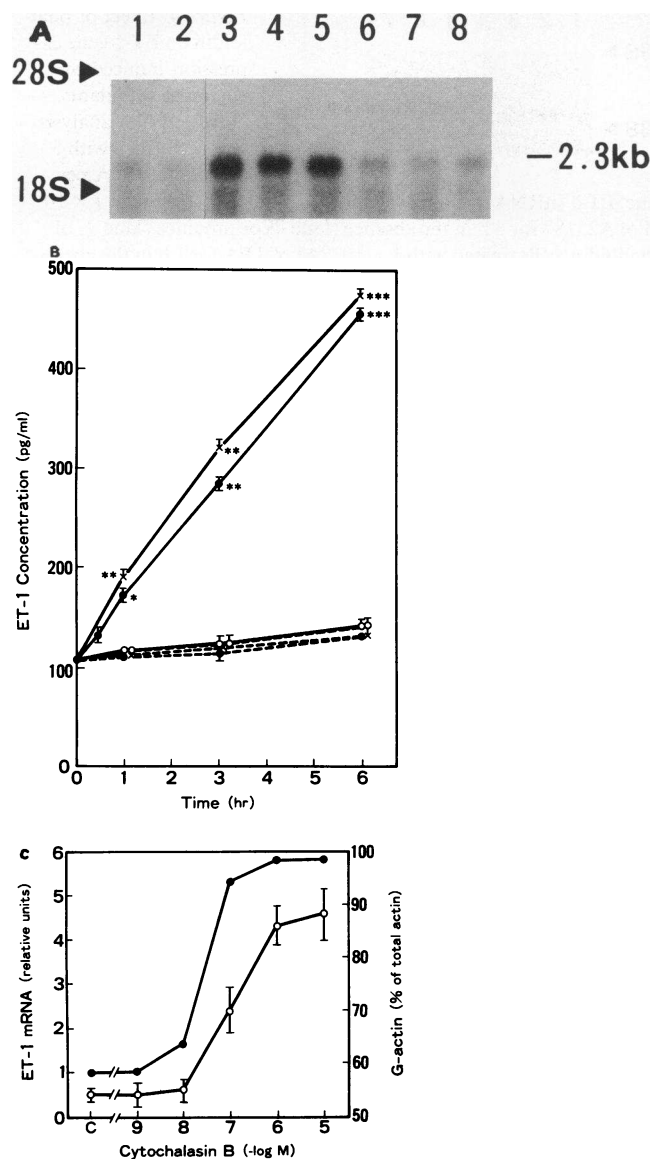 A
1 2 3 4 5 6 7 8
28S
18S
2.3kb
B
500
400
300
200
100
0
ET-1 Concentration (pg/ml)
***
***
**
**
**
*
0 1 2 3 4 5 6
Time (hr)
C
6
5
4
3
2
1
0
ET-1 mRNA (relative units)
100
90
80
70
60
50
G-actin (% of total actin)
C 9 8 7 6 5
Cytochalasin B (-log M)